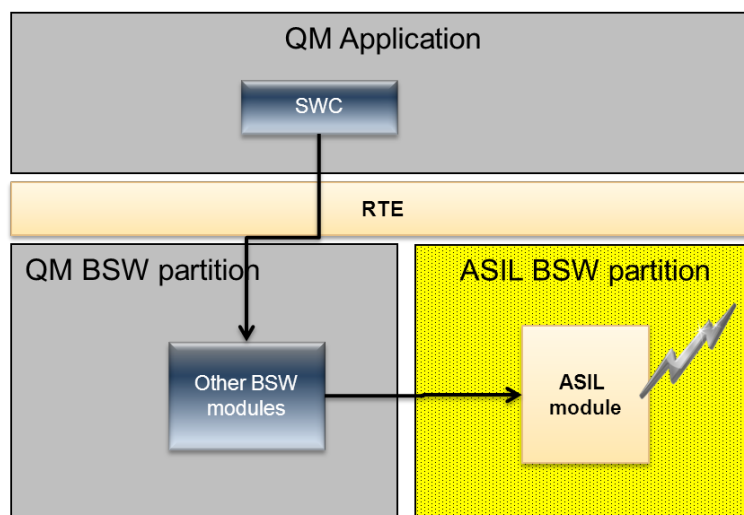 QM Application
SWC
RTE
QM BSW partition
ASIL BSW partition
Other BSW
modules
ASIL
module